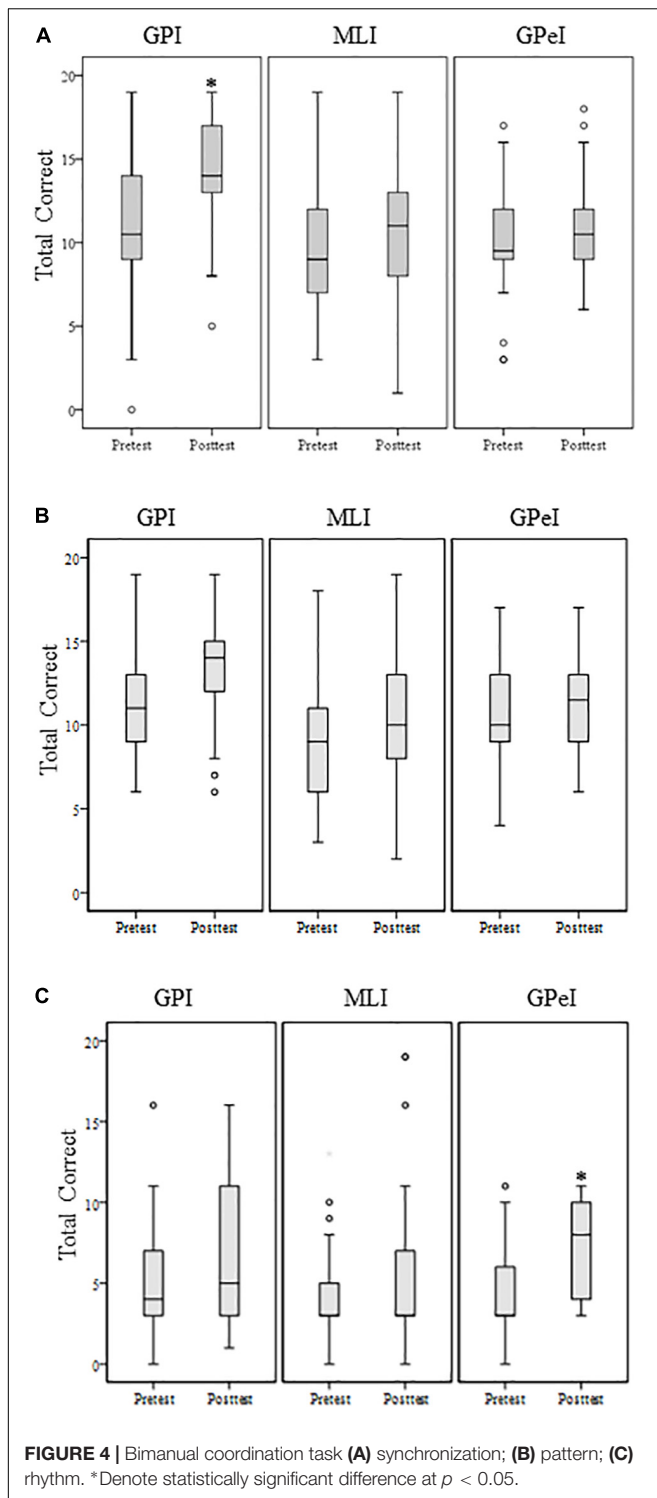 A
GPI MLI GPeI
20
*
15
Total Correct
10
5
0
Pretest Posttest Pretest Posttest Pretest Posttest
B
GPI MLI GPeI
20
15
Total Correct
10
5
0
Pretest Posttest Pretest Posttest Pretest Posttest
C
GPI MLI GPeI
20
15
*
Total Correct
10
5
0
Pretest Posttest Pretest Posttest Pretest Posttest
FIGURE 4 | Bimanual coordination task (A) synchronization; (B) pattern; (C)
rhythm. *Denote statistically significant difference at p < 0.05.